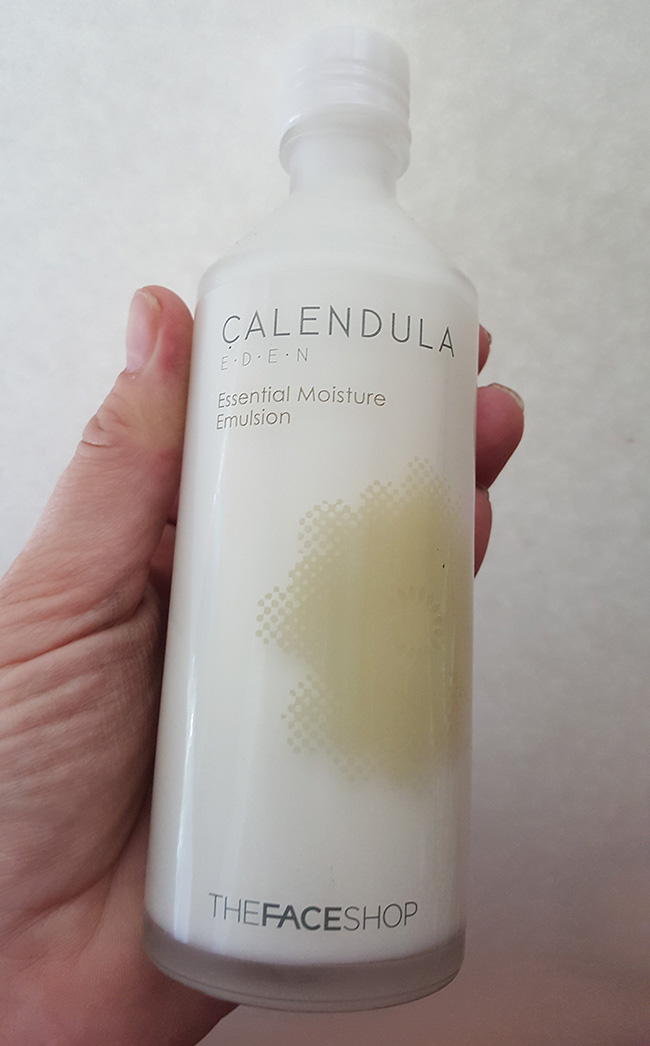 ÇALENDULA
E·D·E·N
Essential Moisture
Emulsion
THEFACESHOP